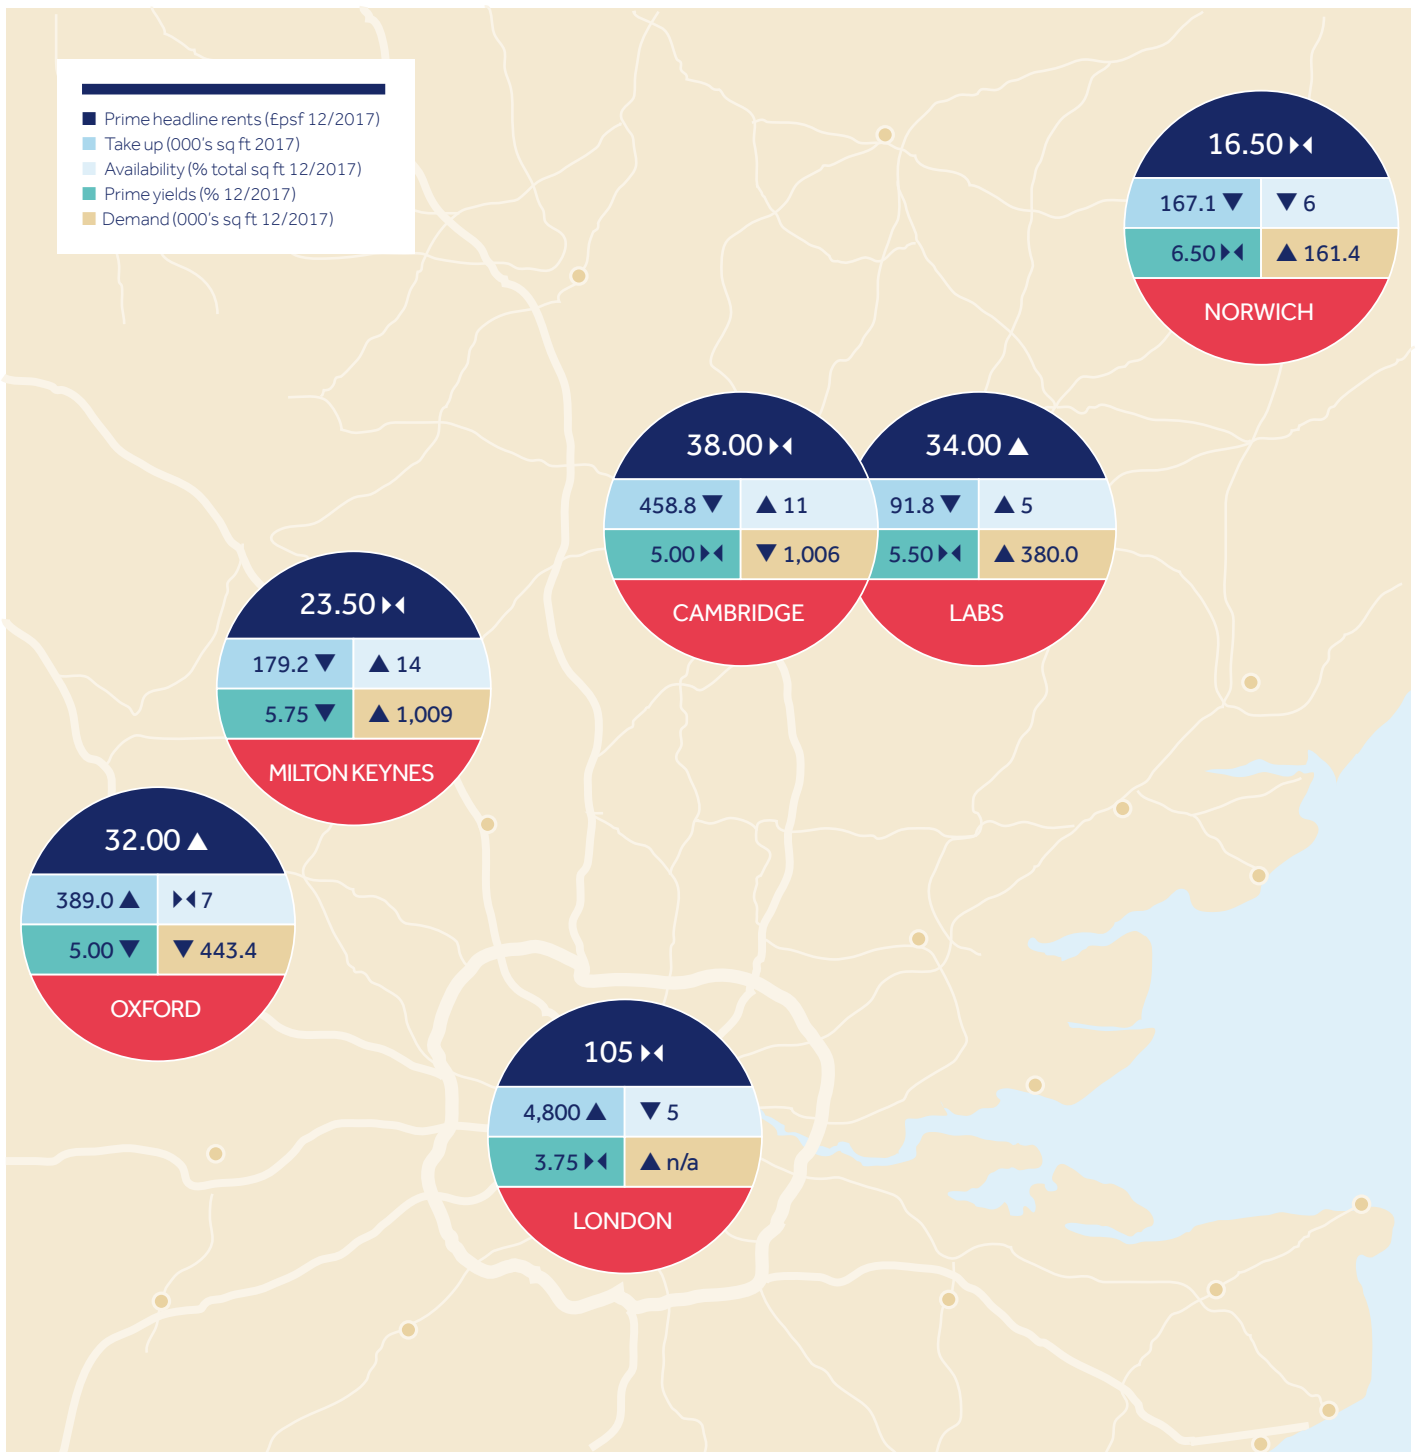 Prime headline rents (£psf 12/2017)
Take up (000's sq ft 2017)
Availability (% total sq ft 12/2017)
Prime yields (% 12/2017)
Demand (000's sq ft 12/2017)
16.50
167.1 ▼ ▼ 6
6.50 ▲ 161.4
NORWICH
38.00
458.8 ▼ ▲ 11
5.00 ▼ 1,006
CAMBRIDGE
34.00 ▲
91.8 ▼ ▲ 5
5.50 ▲ 380.0
LABS
23.50
179.2 ▼ ▲ 14
5.75 ▼ ▲ 1,009
MILTON KEYNES
32.00 ▲
389.0 ▲ 7
5.00 ▼ ▼ 443.4
OXFORD
105
4,800 ▲ ▼ 5
3.75 ▲ n/a
LONDON